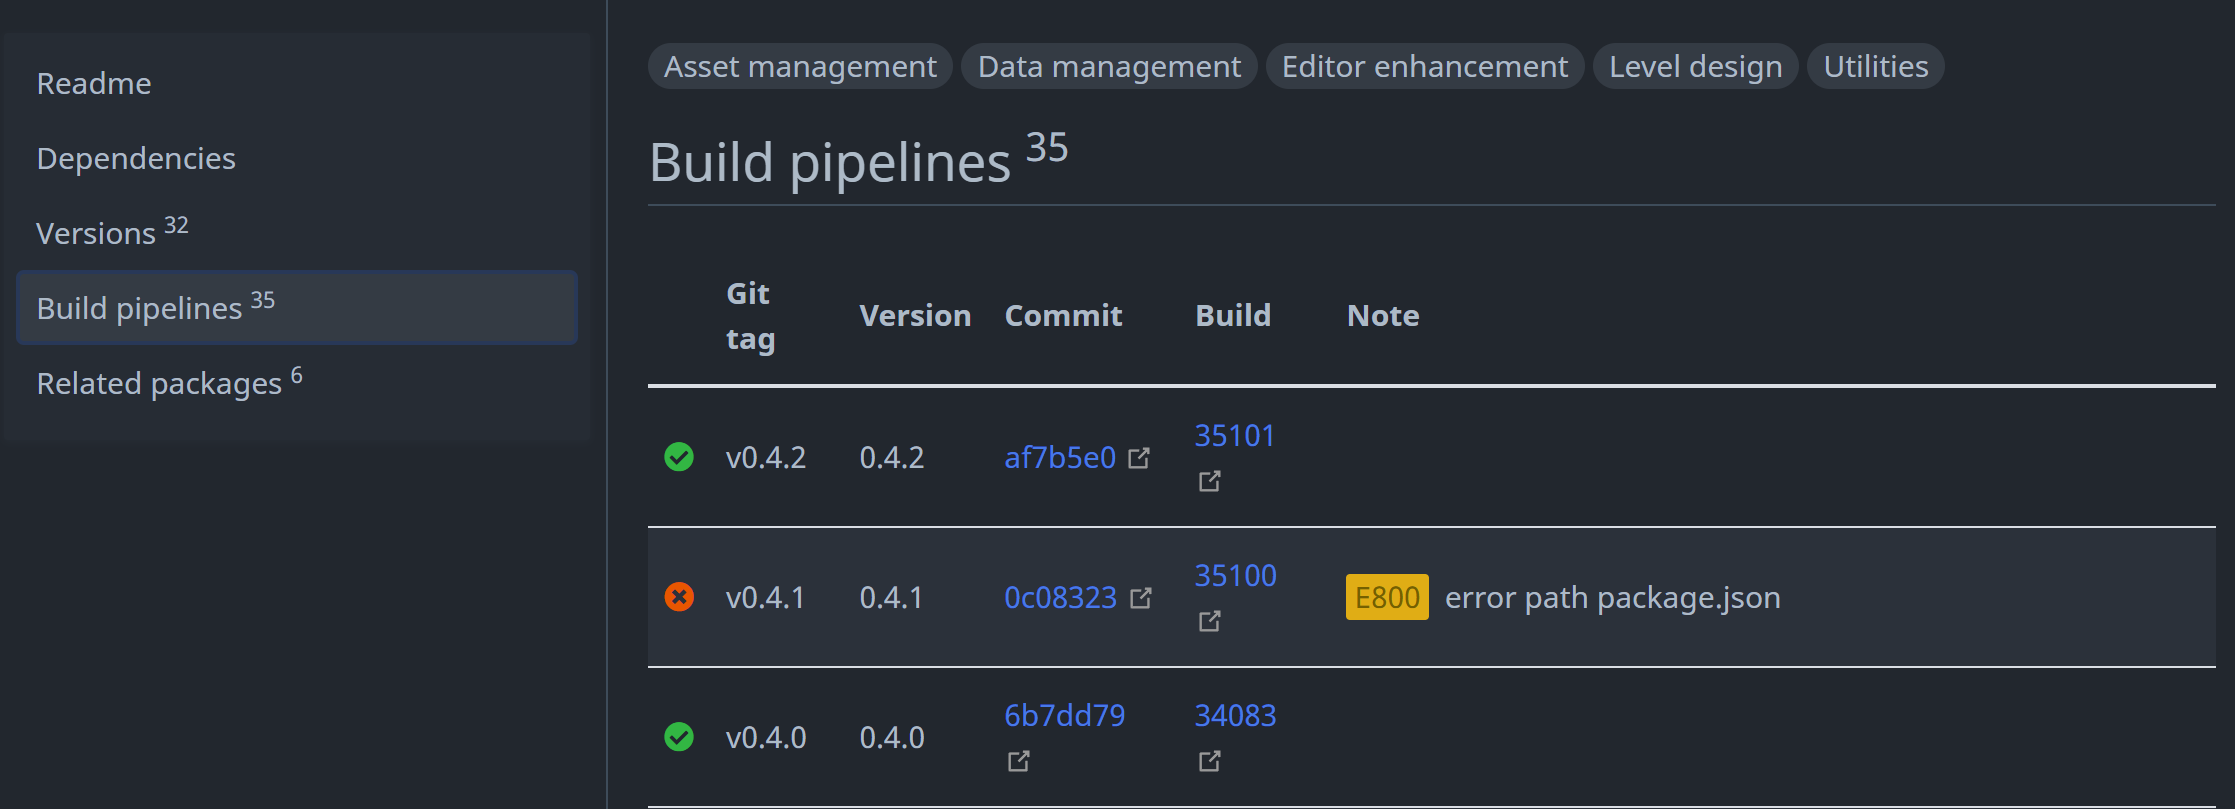 Readme
Dependencies
Versions 32
Build pipelines 35
Related packages 6
Asset management Data management Editor enhancement Level design Utilities
Build pipelines 35
Git tag Version Commit Build Note
v0.4.2 0.4.2 af7b5e0 35101
v0.4.1 0.4.1 0c08323 35100 E800 error path package.json
v0.4.0 0.4.0 6b7dd79 34083